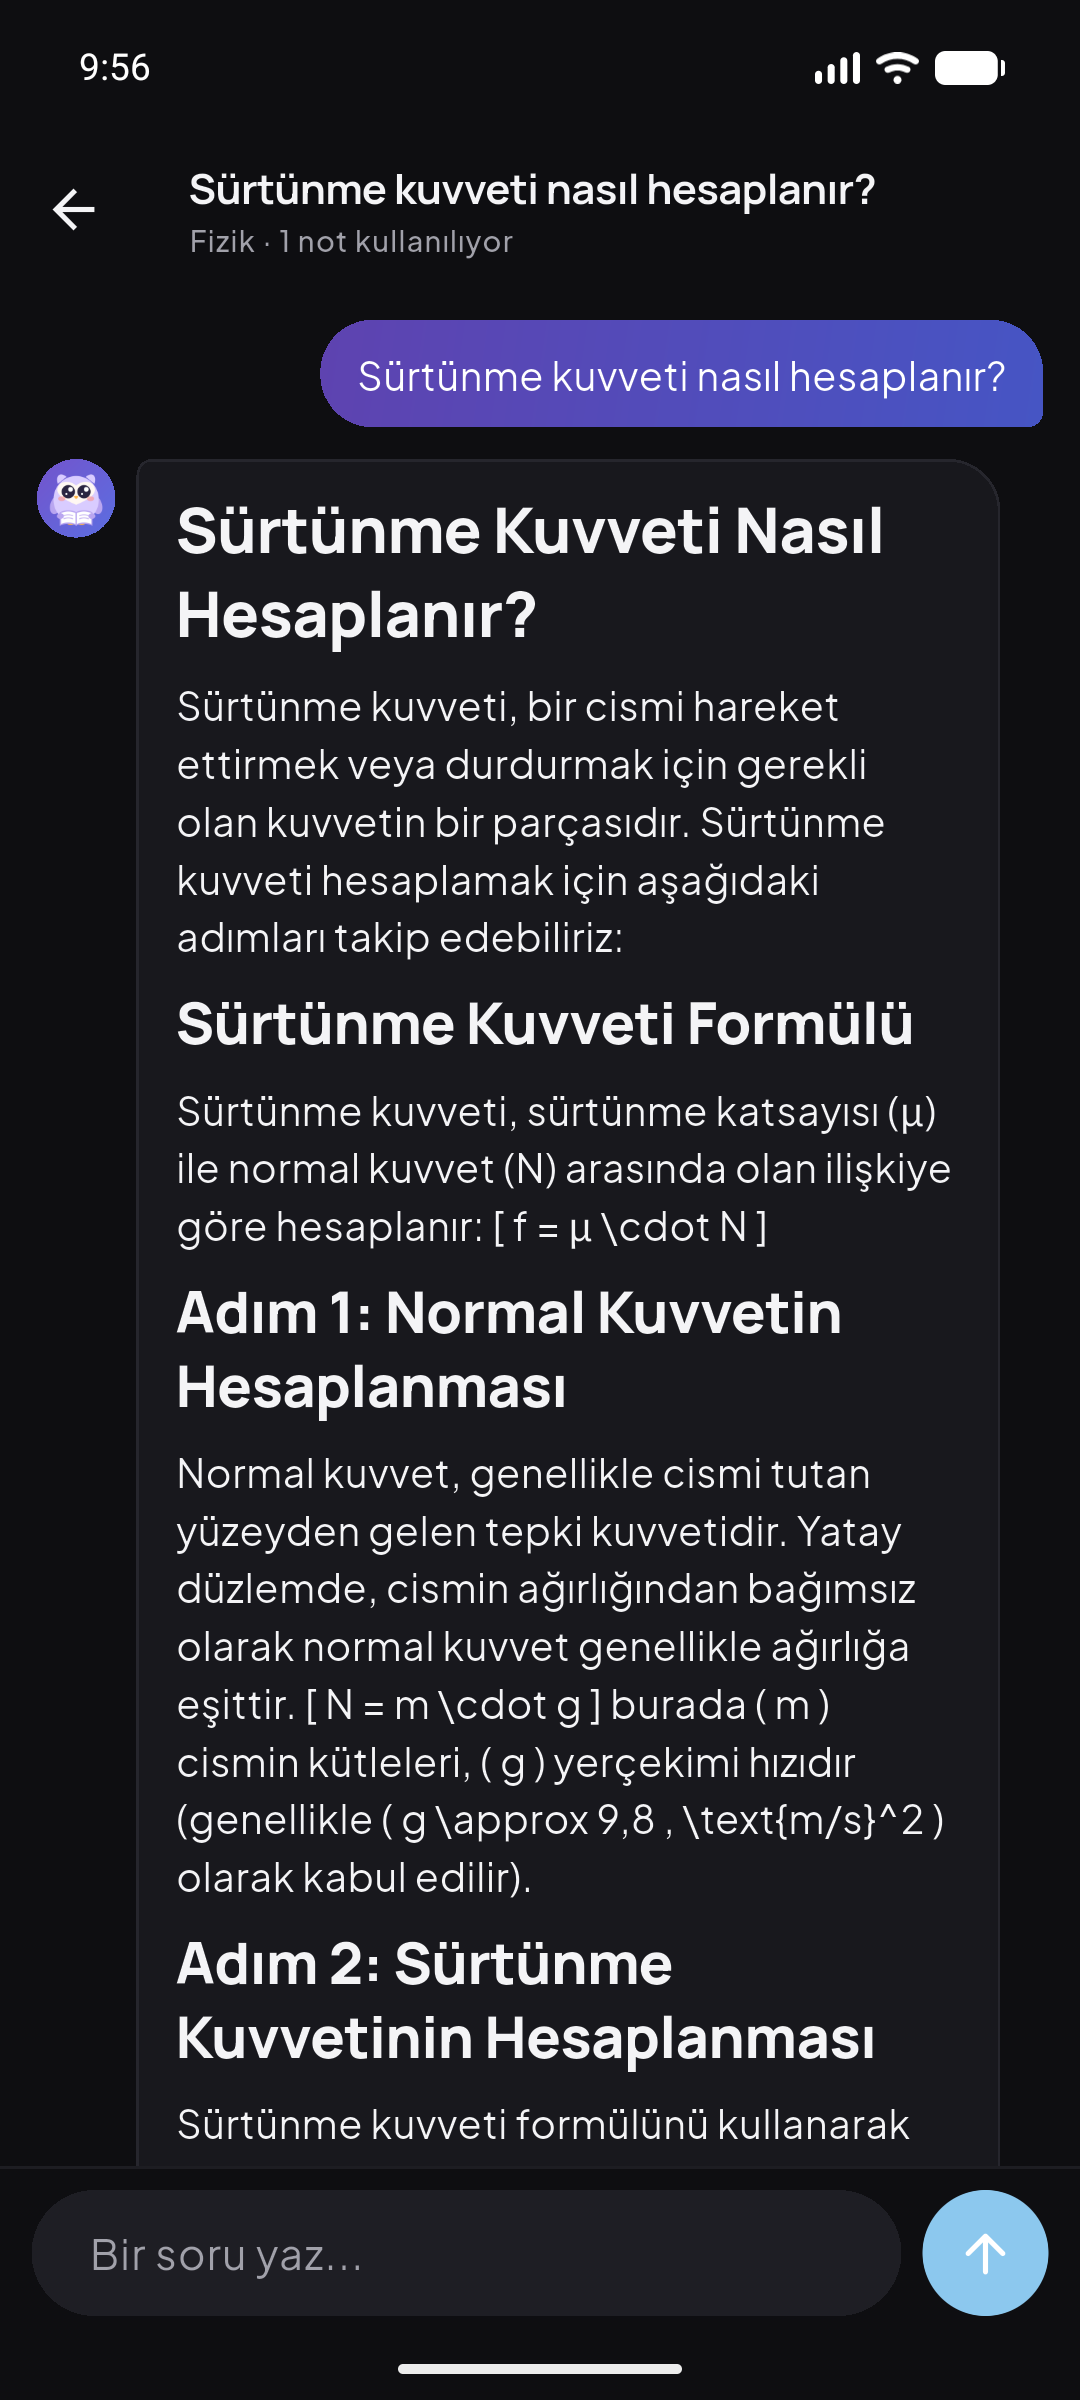 9:56
Sürtünme kuvveti nasıl hesaplanır?
Fizik · 1 not kullanılıyor
Sürtünme kuvveti nasıl hesaplanır?
Sürtünme Kuvveti Nasıl
Hesaplanır?
Sürtünme kuvveti, bir cismi hareket
ettirmek veya durdurmak için gerekli
olan kuvvetin bir parçasıdır. Sürtünme
kuvveti hesaplamak için aşağıdaki
adımları takip edebiliriz:
Sürtünme Kuvveti Formülü
Sürtünme kuvveti, sürtünme katsayısı (μ)
ile normal kuvvet (N) arasında olan ilişkiye
göre hesaplanır: [ f = μ \cdot N ]
Adım 1: Normal Kuvvetin
Hesaplanması
Normal kuvvet, genellikle cismi tutan
yüzeyden gelen tepki kuvvetidir. Yatay
düzlemde, cismin ağırlığından bağımsız
olarak normal kuvvet genellikle ağırlığa
eşittir. [ N = m \cdot g ] burada ( m )
cismin kütleleri, ( g ) yerçekimi hızıdır
(genellikle ( g \approx 9,8 , \text{m/s}^2 )
olarak kabul edilir).
Adım 2: Sürtünme
Kuvvetinin Hesaplanması
Sürtünme kuvveti formülünü kullanarak
Bir soru yaz...